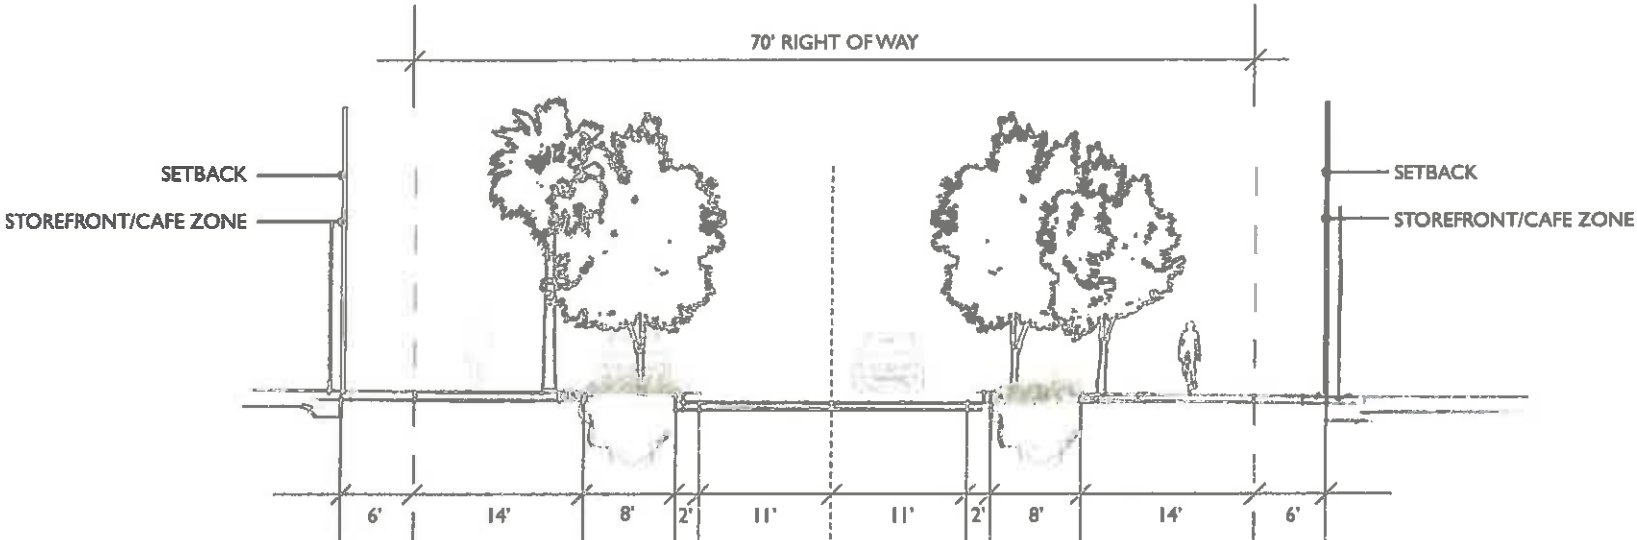 70' RIGHT OF WAY
SETBACK
SETBACK
STOREFRONT/CAFE ZONE
STOREFRONT/CAFE ZONE
6' 14' 8' 2' 11' 11' 2' 8' 14' 6'